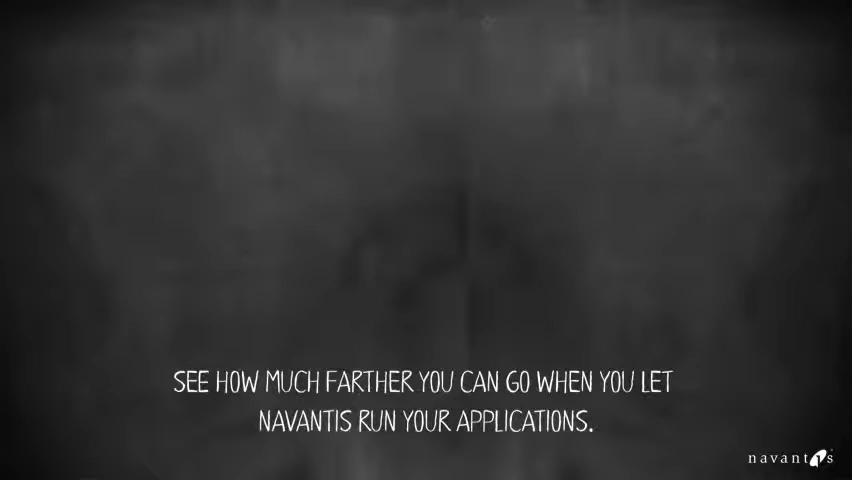 SEE HOW MUCH FARTHER YOU CAN GO WHEN YOU LET
NAVANTIS RUN YOUR APPLICATIONS.
navantis